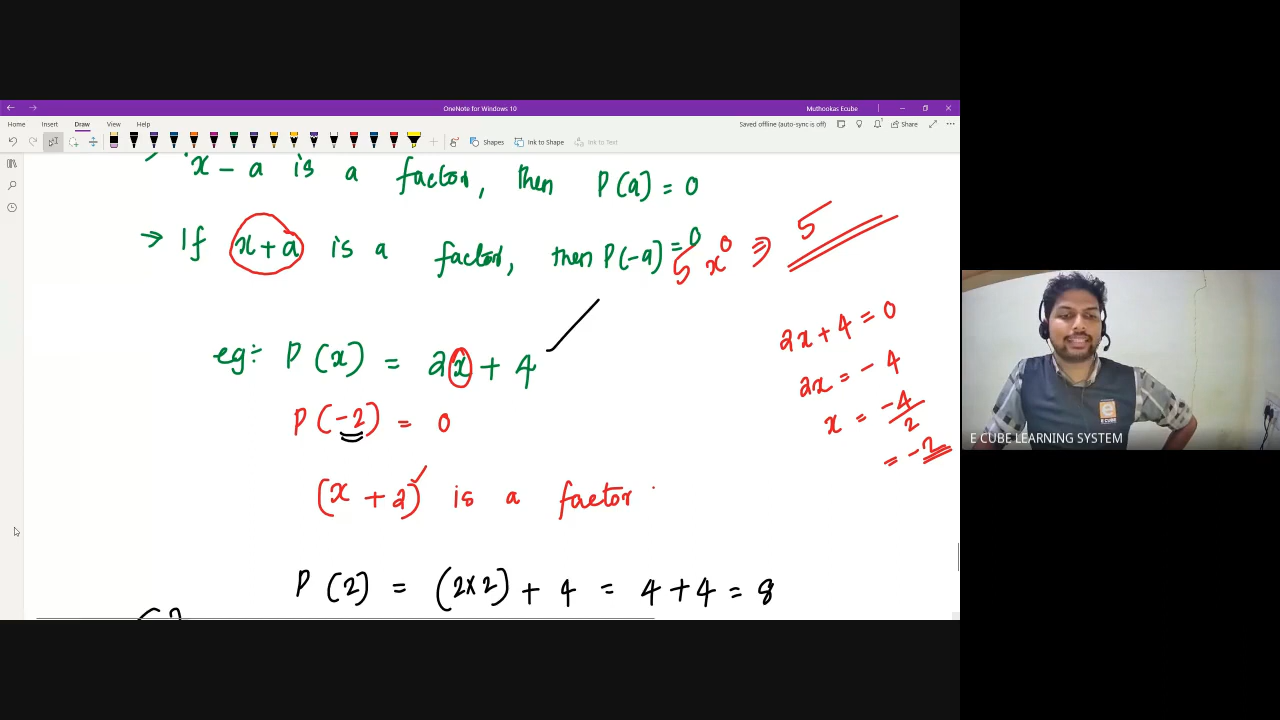 OneNote for Windows 10
Muthookas Ecube
Home Insert Draw View Help
Saved offline (auto-sync is off) Share
Shapes Ink to Shape Ink to Text
x - a is a factor, then P(a) = 0
→ If x+a is a factor, then P(-a) = 0
5x⁰ ⇒ 5
eg:- P(x) = 2x + 4
P(-2) = 0
(x + 2) is a factor
P(2) = (2×2) + 4 = 4 + 4 = 8
2x + 4 = 0
2x = -4
x = -4/2
= -2
E CUBE
E CUBE LEARNING SYSTEM